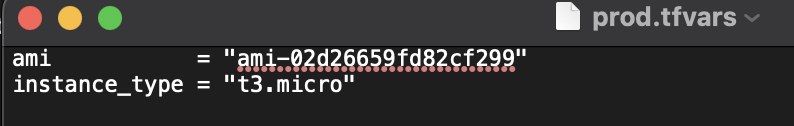 prod.tfvars
ami           = "ami-02d26659fd82cf299"
instance_type = "t3.micro"